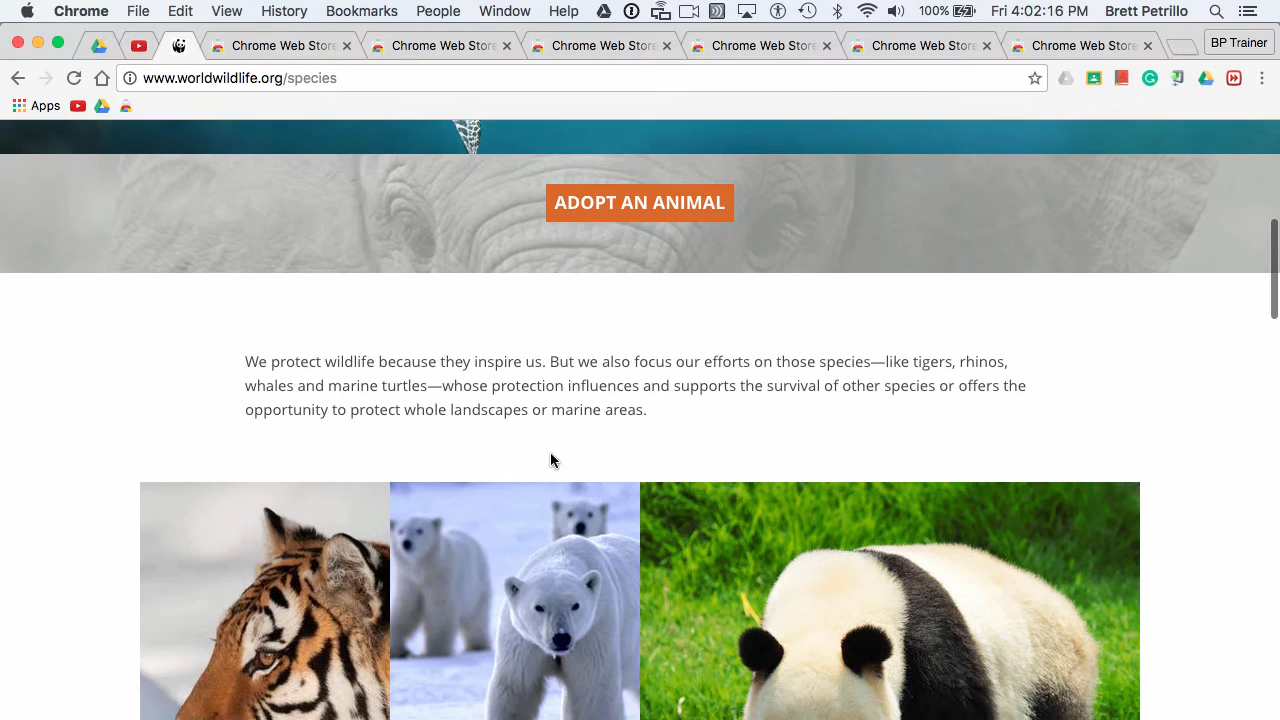 Chrome File Edit View History Bookmarks People Window Help 100% Fri 4:02:16 PM Brett Petrillo
Chrome Web Store Chrome Web Store Chrome Web Store Chrome Web Store Chrome Web Store Chrome Web Store BP Trainer
www.worldwildlife.org/species
Apps
ADOPT AN ANIMAL
We protect wildlife because they inspire us. But we also focus our efforts on those species—like tigers, rhinos,
whales and marine turtles—whose protection influences and supports the survival of other species or offers the
opportunity to protect whole landscapes or marine areas.